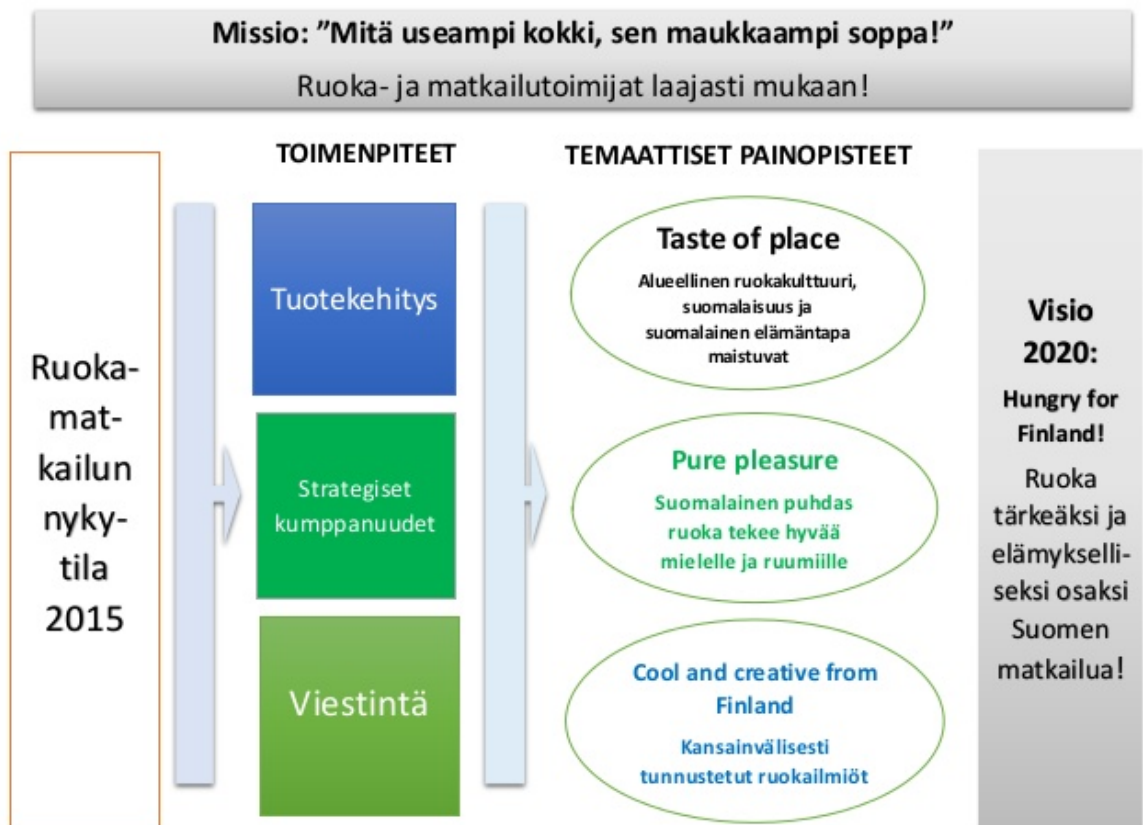 Missio: ”Mitä useampi kokki, sen maukkaampi soppa!”
Ruoka- ja matkailutoimijat laajasti mukaan!
Ruoka-
mat-
kailun
nyky-
tila
2015
TOIMENPITEET
Tuotekehitys
Strategiset
kumppanuudet
Viestintä
TEMAATTISET PAINOPISTEET
Taste of place
Alueellinen ruokakulttuuri,
suomalaisuus ja
suomalainen elämäntapa
maistuvat
Pure pleasure
Suomalainen puhdas
ruoka tekee hyvää
mielelle ja ruumiille
Cool and creative from
Finland
Kansainvälisesti
tunnustetut ruokailmiöt
Visio
2020:
Hungry for
Finland!
Ruoka
tärkeäksi ja
elämykselli-
seksi osaksi
Suomen
matkailua!